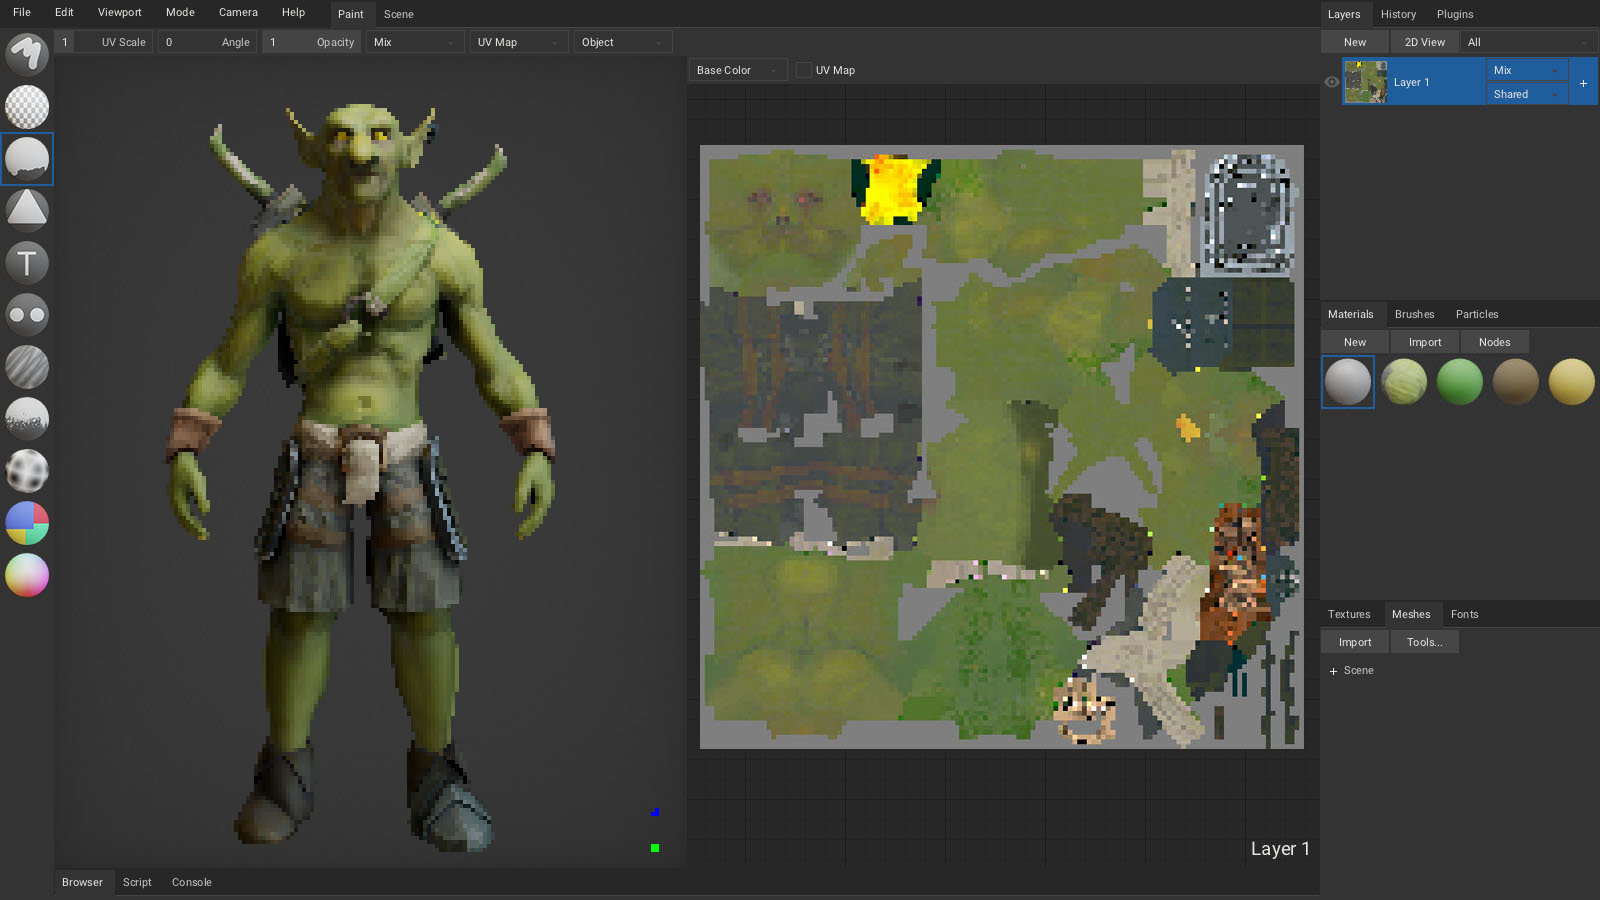 File Edit Viewport Mode Camera Help Paint Scene
1 UV Scale 0 Angle 1 Opacity Mix UV Map Object
Base Color UV Map
T
Layer 1
Browser Script Console
Layers History Plugins
New 2D View All
Layer 1 Mix +
Shared
Materials Brushes Particles
New Import Nodes
Textures Meshes Fonts
Import Tools...
+ Scene